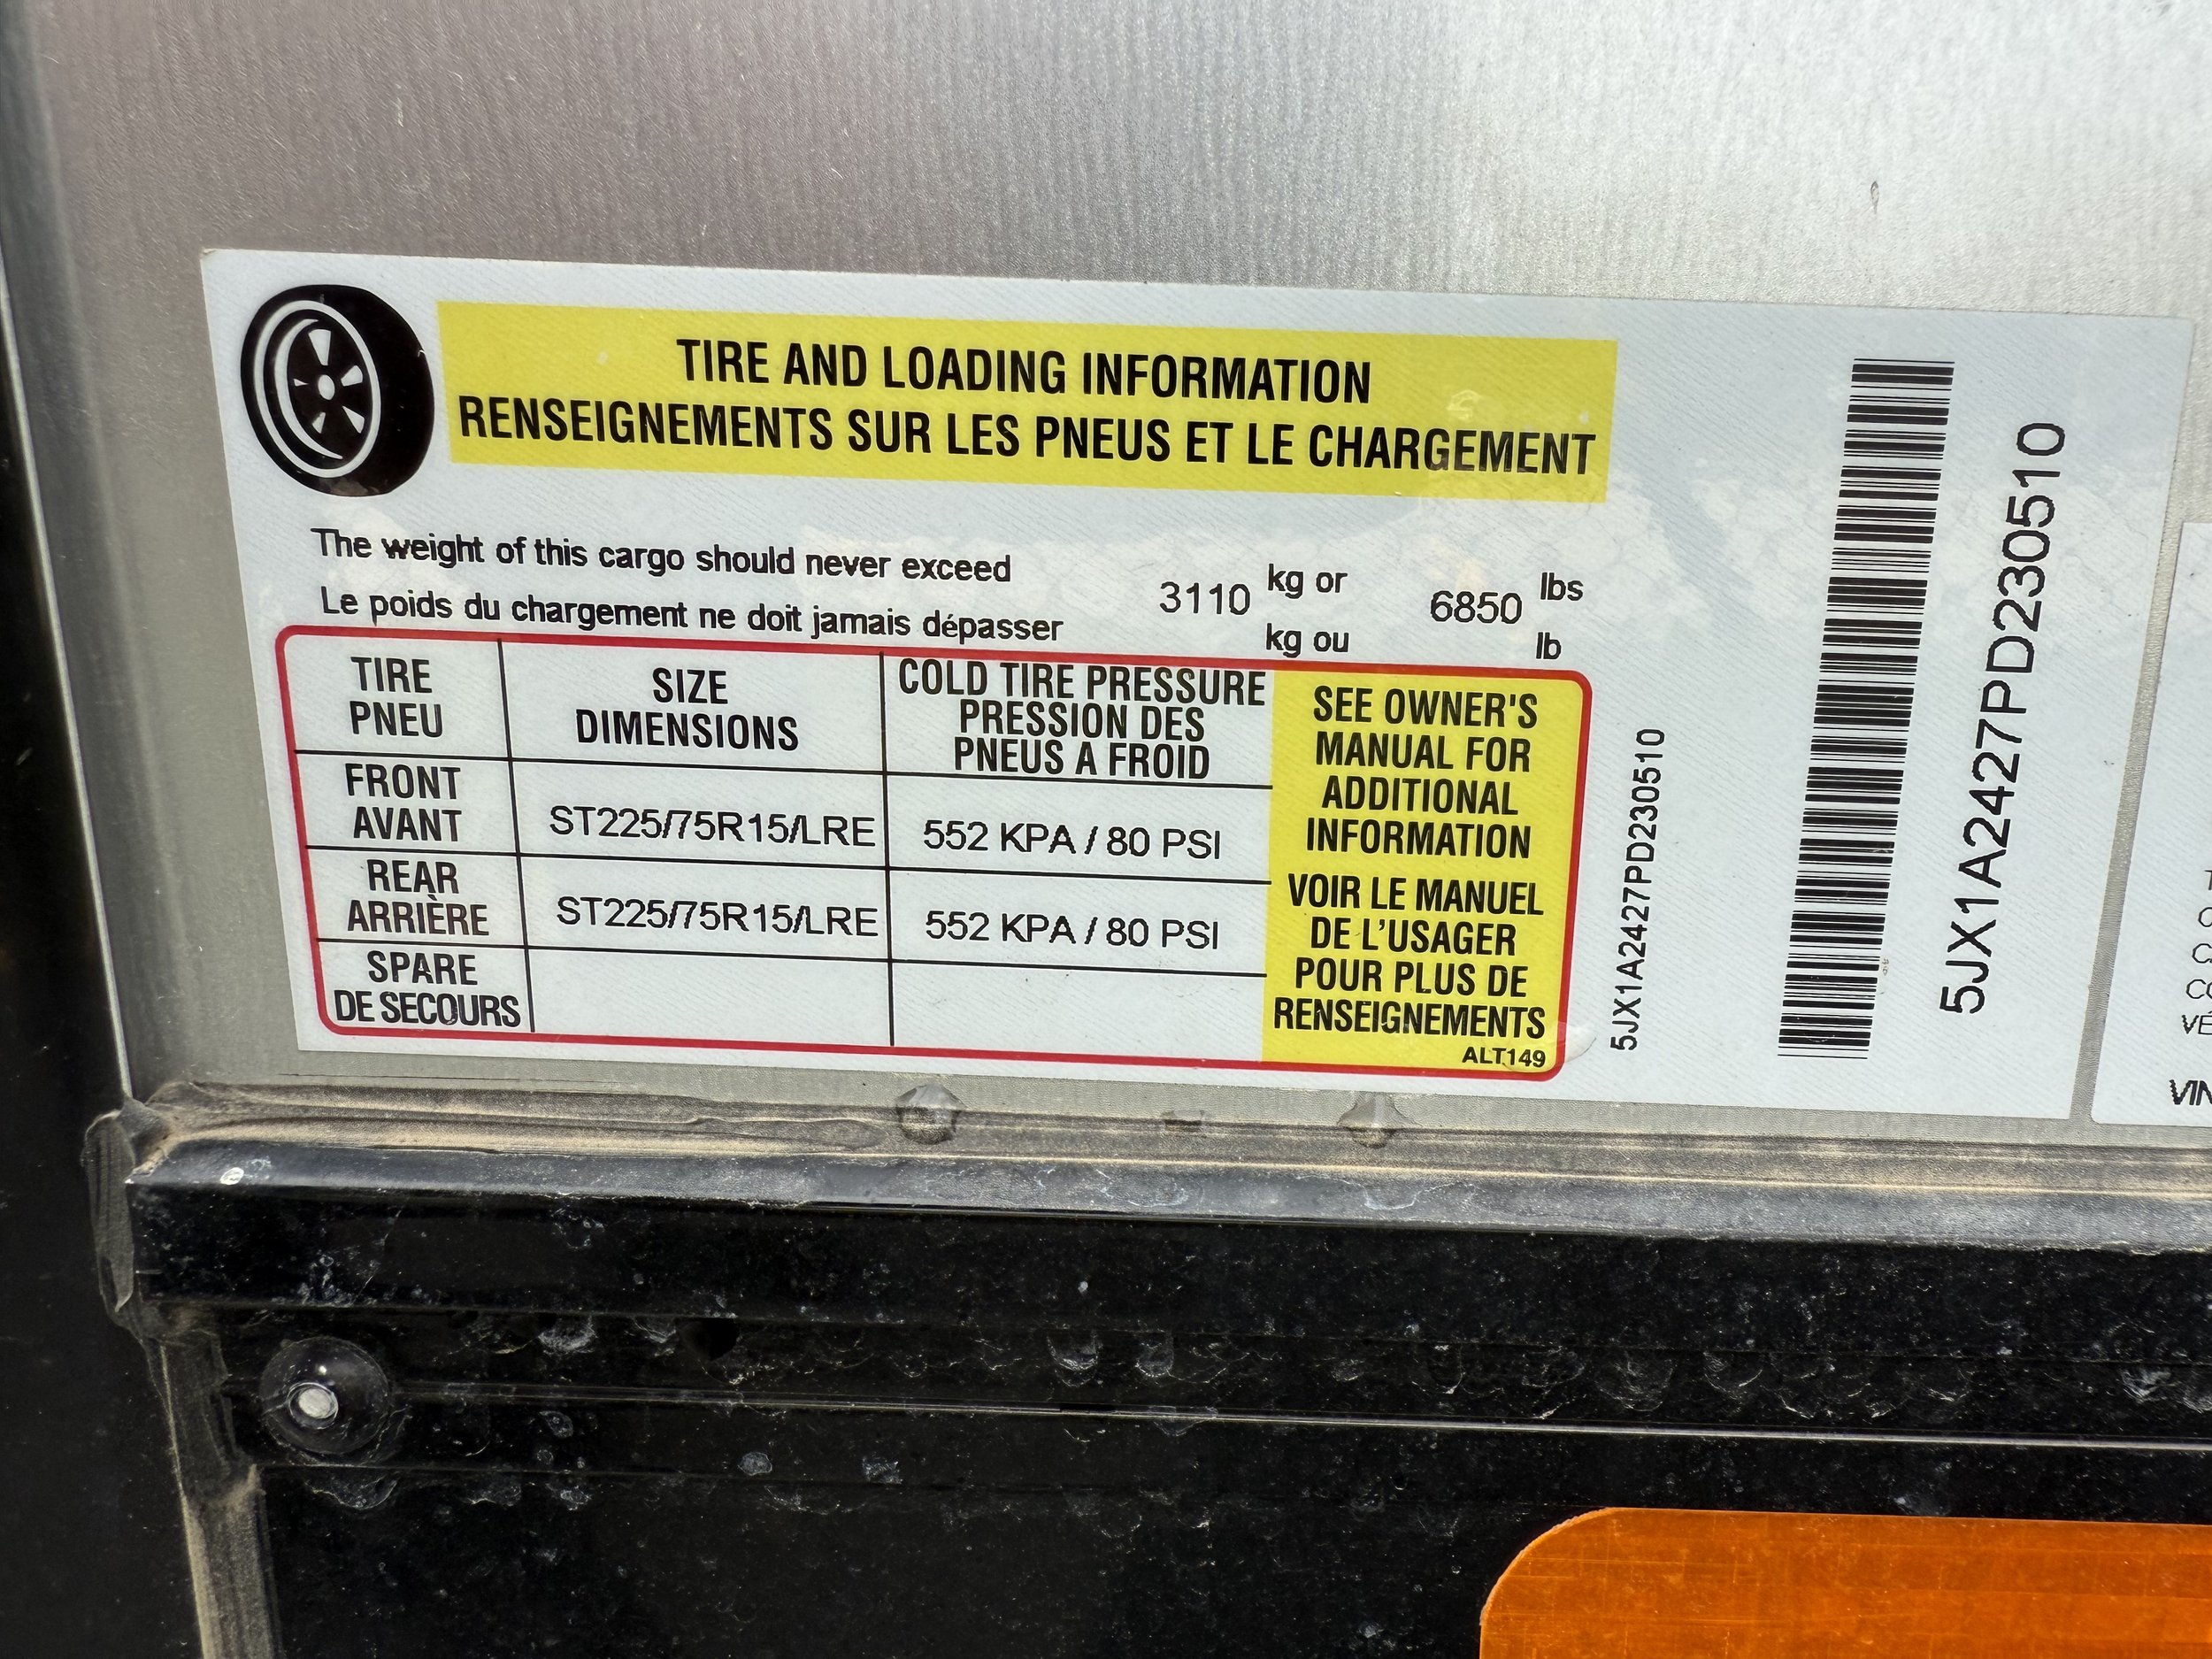 TIRE AND LOADING INFORMATION
RENSEIGNEMENTS SUR LES PNEUS ET LE CHARGEMENT
The weight of this cargo should never exceed 3110 kg or 6850 lbs
Le poids du chargement ne doit jamais dépasser kg ou lb
TIRE
PNEU
SIZE
DIMENSIONS
COLD TIRE PRESSURE
PRESSION DES
PNEUS A FROID
FRONT
AVANT
ST225/75R15/LRE
552 KPA / 80 PSI
REAR
ARRIÈRE
ST225/75R15/LRE
552 KPA / 80 PSI
SPARE
DE SECOURS
SEE OWNER'S
MANUAL FOR
ADDITIONAL
INFORMATION
VOIR LE MANUEL
DE L'USAGER
POUR PLUS DE
RENSEIGNEMENTS
ALT149
5JX1A2427PD230510
5JX1A2427PD230510
VIN